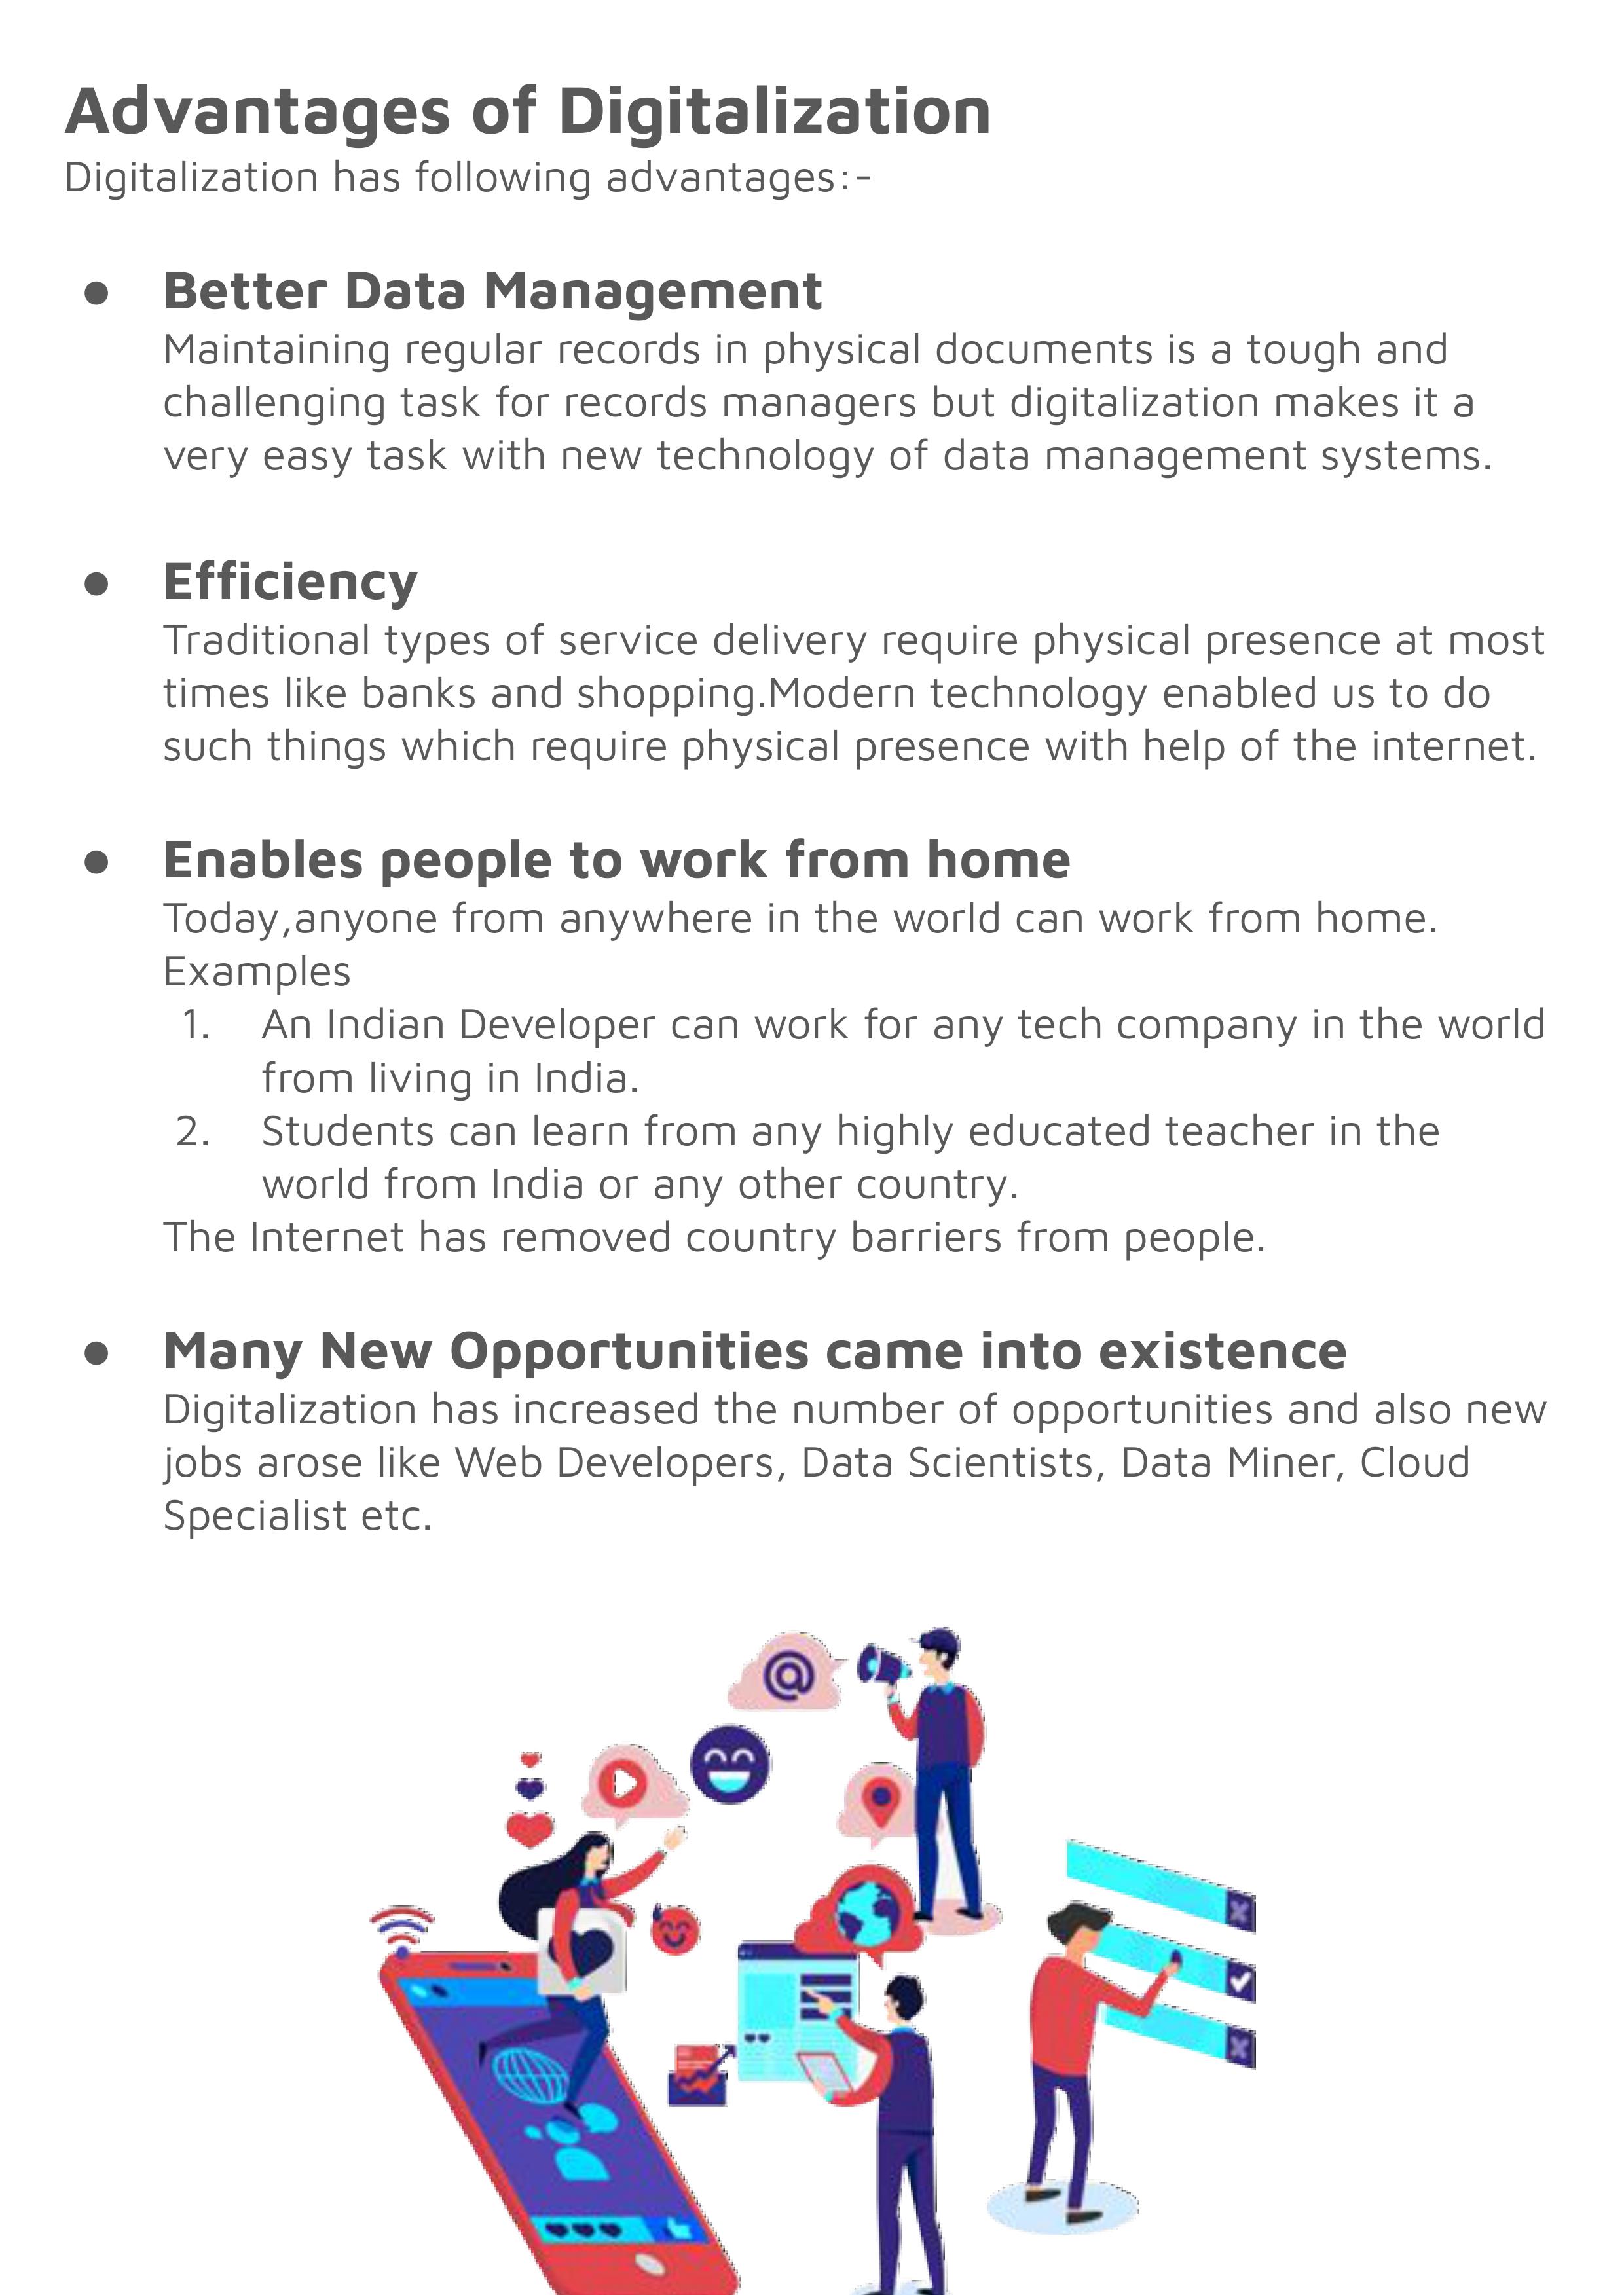 Advantages of Digitalization
Digitalization has following advantages:-
● Better Data Management
Maintaining regular records in physical documents is a tough and
challenging task for records managers but digitalization makes it a
very easy task with new technology of data management systems.
● Efficiency
Traditional types of service delivery require physical presence at most
times like banks and shopping.Modern technology enabled us to do
such things which require physical presence with help of the internet.
● Enables people to work from home
Today,anyone from anywhere in the world can work from home.
Examples
1. An Indian Developer can work for any tech company in the world
from living in India.
2. Students can learn from any highly educated teacher in the
world from India or any other country.
The Internet has removed country barriers from people.
● Many New Opportunities came into existence
Digitalization has increased the number of opportunities and also new
jobs arose like Web Developers, Data Scientists, Data Miner, Cloud
Specialist etc.
@